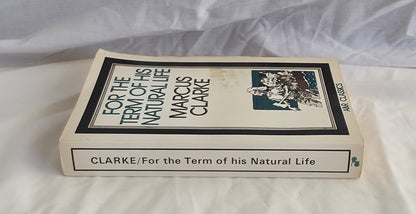 FOR THE
TERM OF HIS
NATURAL LIFE
MARCUS
CLARKE
A&R CLASSICS
CLARKE/For the Term of his Natural Life